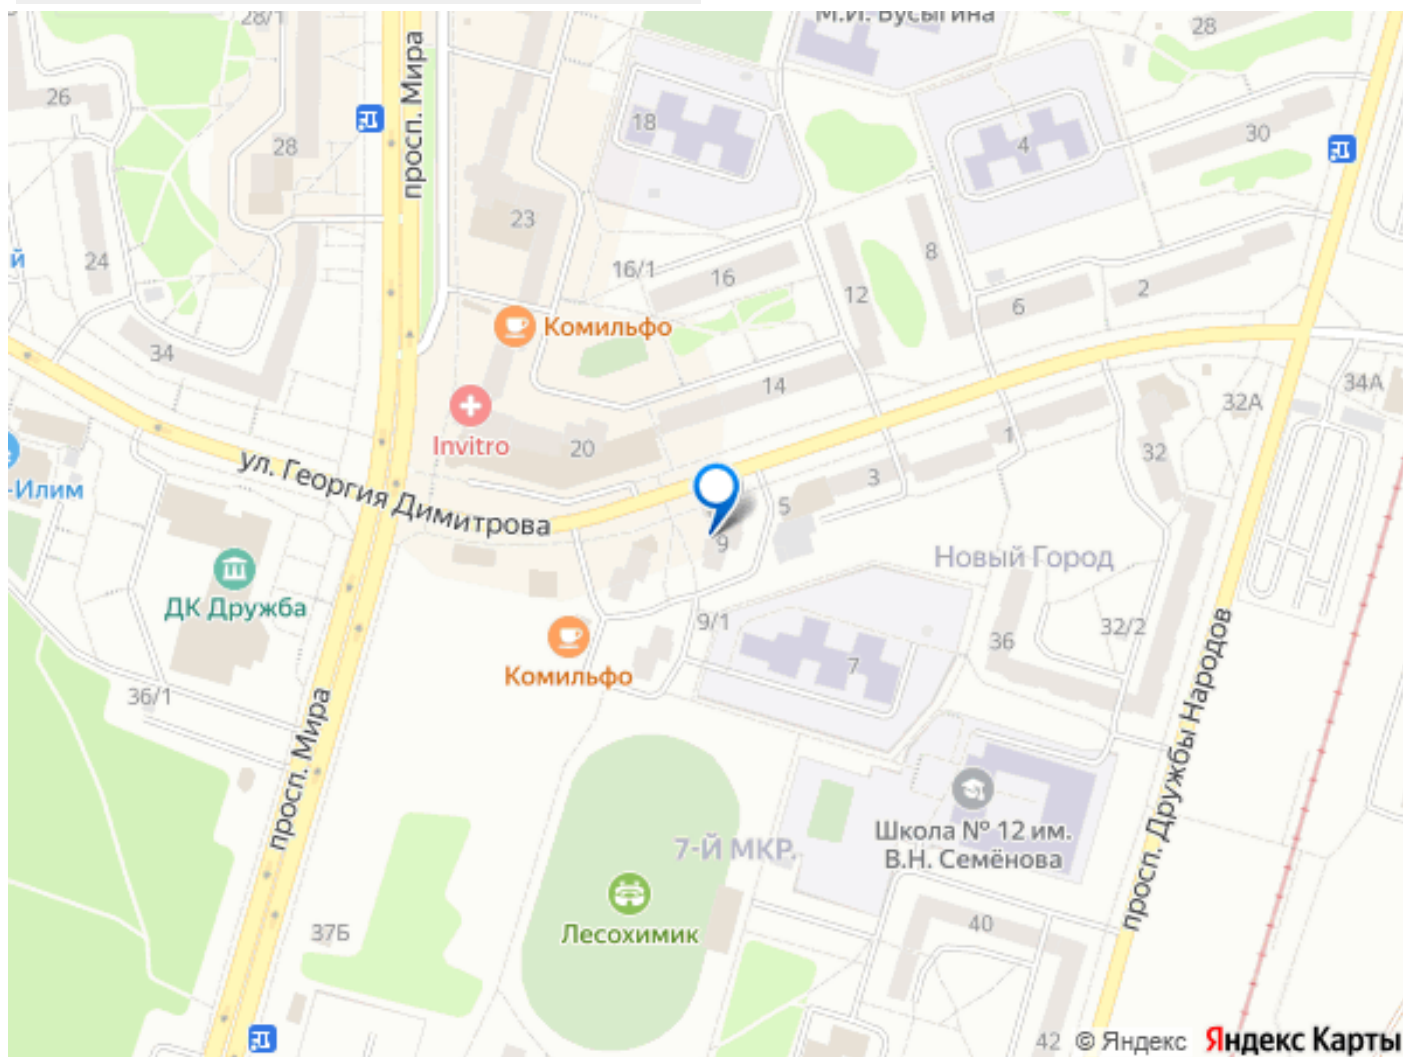 28/1
просп. Мира
М.И. Бусыгина
28
26
28
18
4
30
23
24
й
16/1
16
12
8
6
2
Комильфо
34
14
34А
32А
Invitro
20
1
32
ул. Георгия Димитрова
-Илим
3
5
9
Новый Город
ДК Дружба
9/1
32/2
36
Комильфо
7
36/1
просп. Мира
просп. Дружбы Народов
Школа № 12 им.
В.Н. Семёнова
7-Й МКР.
37Б
Лесохимик
40
42
© Яндекс
Яндекс Карты